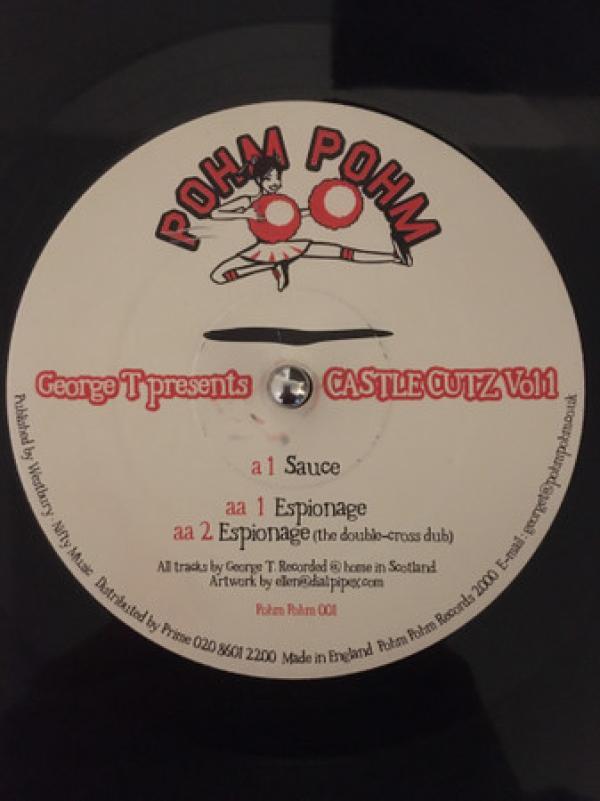 POHM POHM
George T presents CASTLE CUTZ Vol 1
a 1 Sauce
aa 1 Espionage
aa 2 Espionage (the double-cross dub)
All tracks by George T. Recorded @ home in Scotland
Artwork by ellen@dial.pipex.com
Pohm Pohm 001
Published by Westbury - Nifty Music Distributed by Prime 020 8601 2200 Made in England Pohm Pohm Records 2000 E-mail: georget@pohmpohm.co.uk